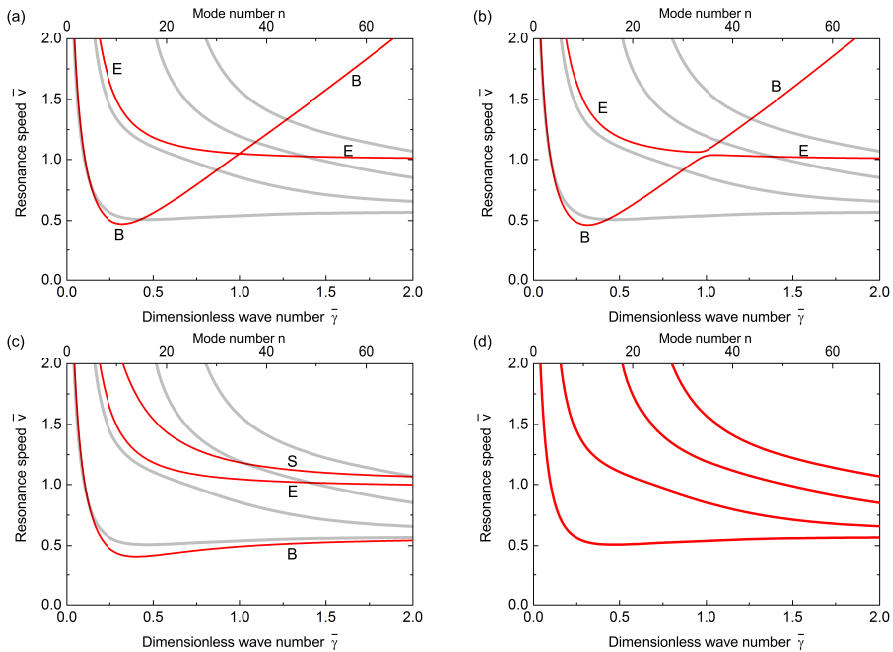 (a)
Mode number n
0 20 40 60
2.0
1.5
1.0
0.5
0.0
Resonance speed v̄
E
B
E
B
0.0 0.5 1.0 1.5 2.0
Dimensionless wave number γ̄
(b)
Mode number n
0 20 40 60
2.0
1.5
1.0
0.5
0.0
Resonance speed v̄
B
E
E
B
0.0 0.5 1.0 1.5 2.0
Dimensionless wave number γ̄
(c)
Mode number n
0 20 40 60
2.0
1.5
1.0
0.5
0.0
Resonance speed v̄
S
E
B
0.0 0.5 1.0 1.5 2.0
Dimensionless wave number γ̄
(d)
Mode number n
0 20 40 60
2.0
1.5
1.0
0.5
0.0
Resonance speed v̄
0.0 0.5 1.0 1.5 2.0
Dimensionless wave number γ̄